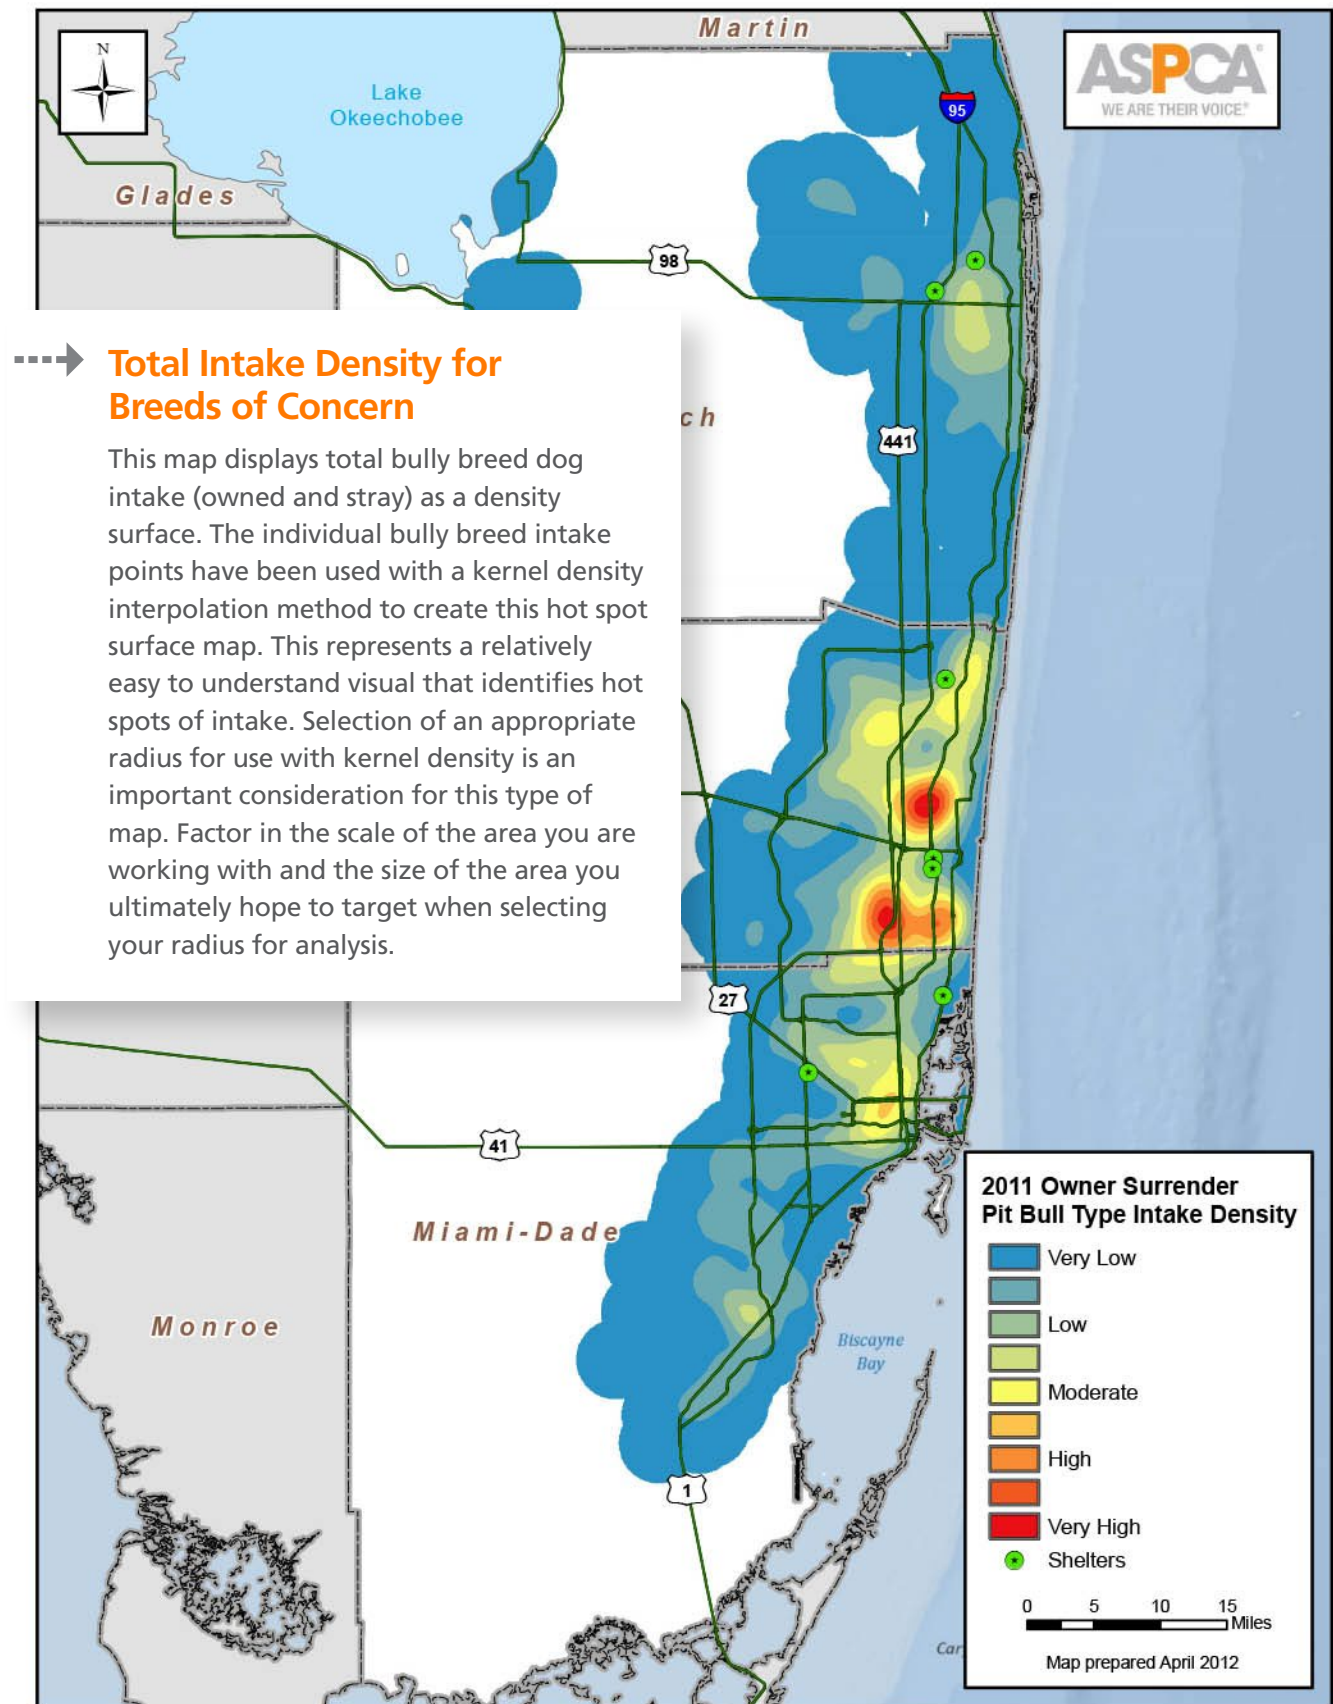 Martin
N
ASPCA®
WE ARE THEIR VOICE®
Lake
Okeechobee
95
Glades
98
Total Intake Density for
Breeds of Concern
This map displays total bully breed dog
intake (owned and stray) as a density
surface. The individual bully breed intake
points have been used with a kernel density
interpolation method to create this hot spot
surface map. This represents a relatively
easy to understand visual that identifies hot
spots of intake. Selection of an appropriate
radius for use with kernel density is an
important consideration for this type of
map. Factor in the scale of the area you are
working with and the size of the area you
ultimately hope to target when selecting
your radius for analysis.
ch
441
27
41
Miami-Dade
Monroe
Biscayne
Bay
1
Car
2011 Owner Surrender
Pit Bull Type Intake Density
Very Low
Low
Moderate
High
Very High
Shelters
0 5 10 15
Miles
Map prepared April 2012